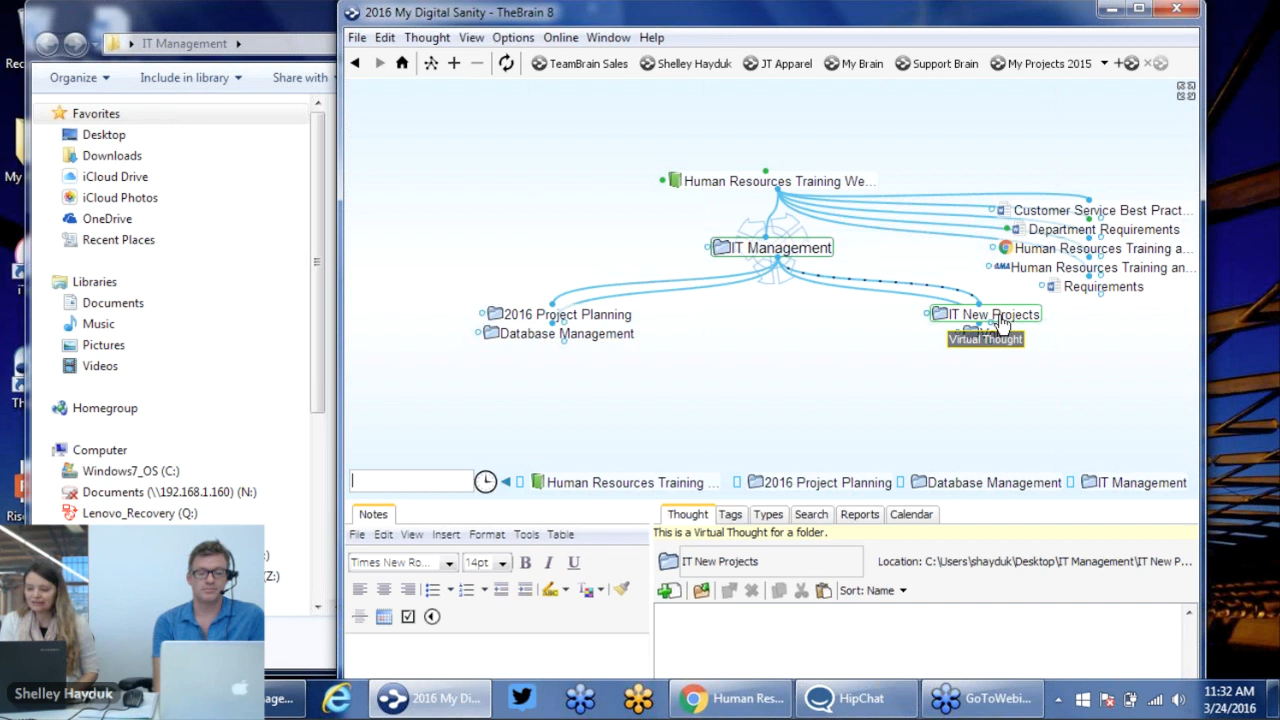 2016 My Digital Sanity - TheBrain 8
IT Management
Organize
Include in library
Share with
Favorites
Desktop
Downloads
iCloud Drive
iCloud Photos
OneDrive
Recent Places
Libraries
Documents
Music
Pictures
Videos
Homegroup
Computer
Windows7_OS (C:)
Documents (\\192.168.1.160) (N:)
Lenovo_Recovery (Q:)
(Z:)
File Edit Thought View Options Online Window Help
TeamBrain Sales Shelley Hayduk JT Apparel My Brain Support Brain My Projects 2015
Human Resources Training We...
Customer Service Best Pract...
Department Requirements
IT Management
Human Resources Training a...
AMA Human Resources Training an...
Requirements
2016 Project Planning
IT New Projects
Database Management
Virtual Thought
Human Resources Training ... 2016 Project Planning Database Management IT Management
Notes
File Edit View Insert Format Tools Table
Times New Ro... 14pt B I U
Thought Tags Types Search Reports Calendar
This is a Virtual Thought for a folder.
IT New Projects
Location: C:\Users\shayduk\Desktop\IT Management\IT New P...
Sort: Name
Shelley Hayduk
2016 My Di...
Human Res...
HipChat
GoToWebi...
11:32 AM
3/24/2016